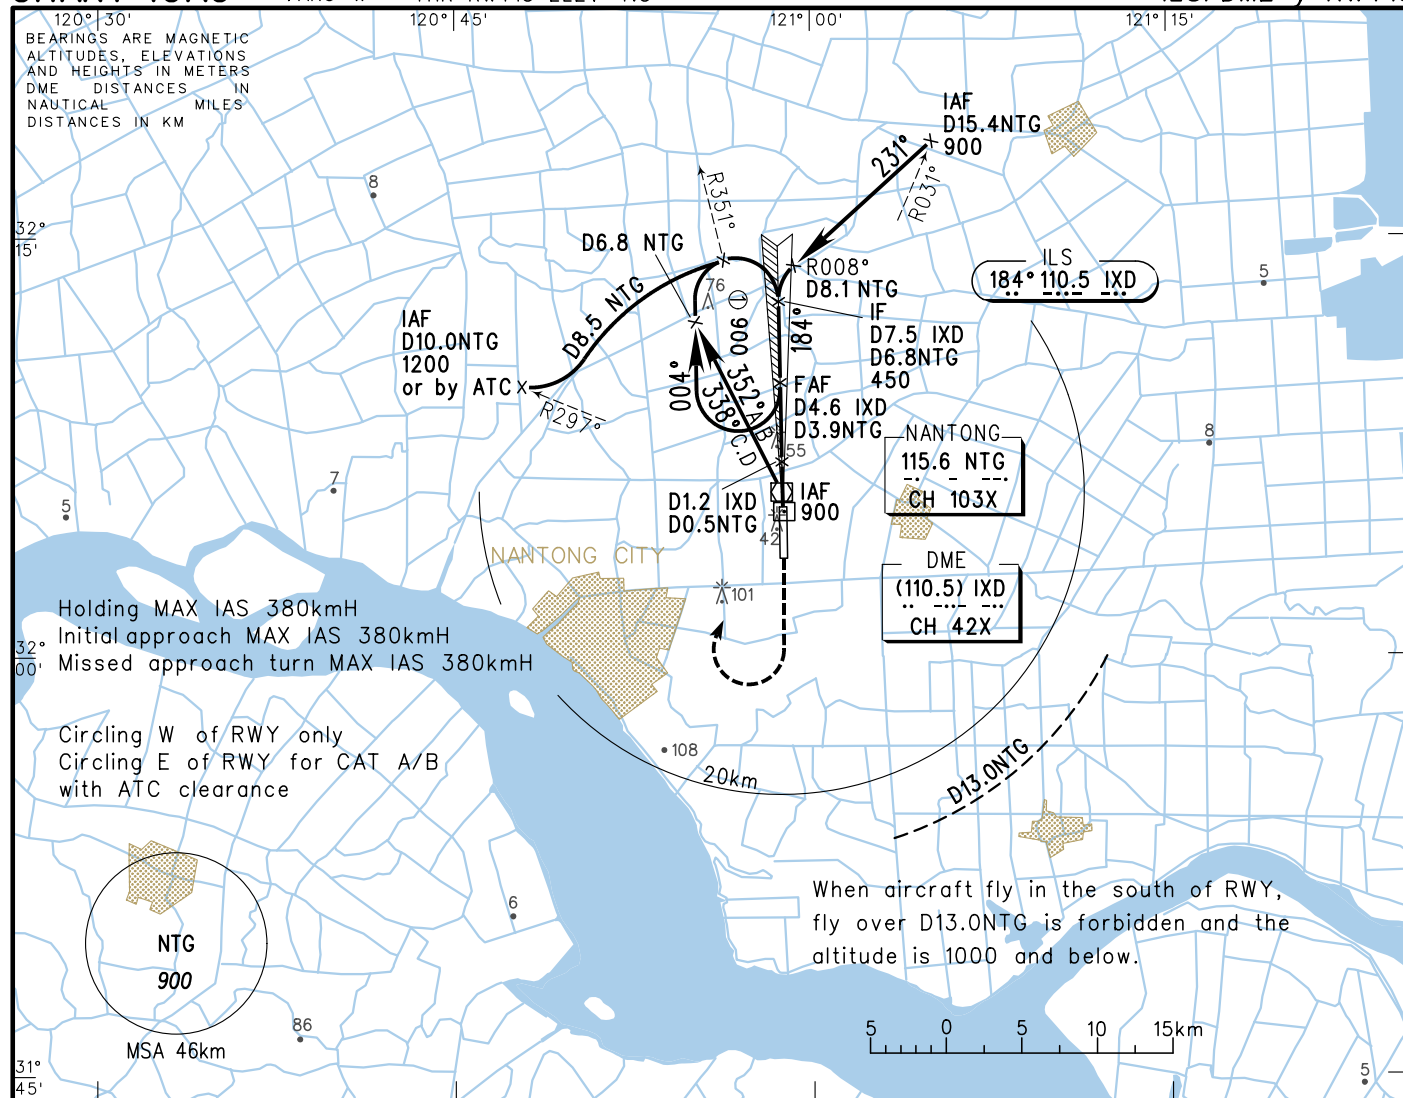 120° 30'
120° 45'
121° 00'
121° 15'
BEARINGS ARE MAGNETIC
ALTITUDES, ELEVATIONS
AND HEIGHTS IN METERS
DME DISTANCES IN
NAUTICAL MILES
DISTANCES IN KM
IAF
D15.4NTG
900
231°
R031°
8
R351°
32°
15'
D6.8 NTG
R008°
D8.1 NTG
ILS
184° 110.5 IXD
5
76
1
900
184°
IF
D7.5 IXD
D6.8NTG
450
D8.5 NTG
IAF
D10.0NTG
1200
or by ATC
R297°
004°
352°A.B
338°C.D
FAF
D4.6 IXD
D3.9NTG
55
8
NANTONG
115.6 NTG
CH 103X
7
5
D1.2 IXD
D0.5NTG
IAF
900
42
NANTONG CITY
DME
(110.5) IXD
CH 42X
101
Holding MAX IAS 380kmH
Initial approach MAX IAS 380kmH
Missed approach turn MAX IAS 380kmH
32°
00'
Circling W of RWY only
Circling E of RWY for CAT A/B
with ATC clearance
108
20km
D13.0NTG
When aircraft fly in the south of RWY,
fly over D13.0NTG is forbidden and the
altitude is 1000 and below.
6
NTG
900
MSA 46km
86
5 0 5 10 15km
31°
45'
5